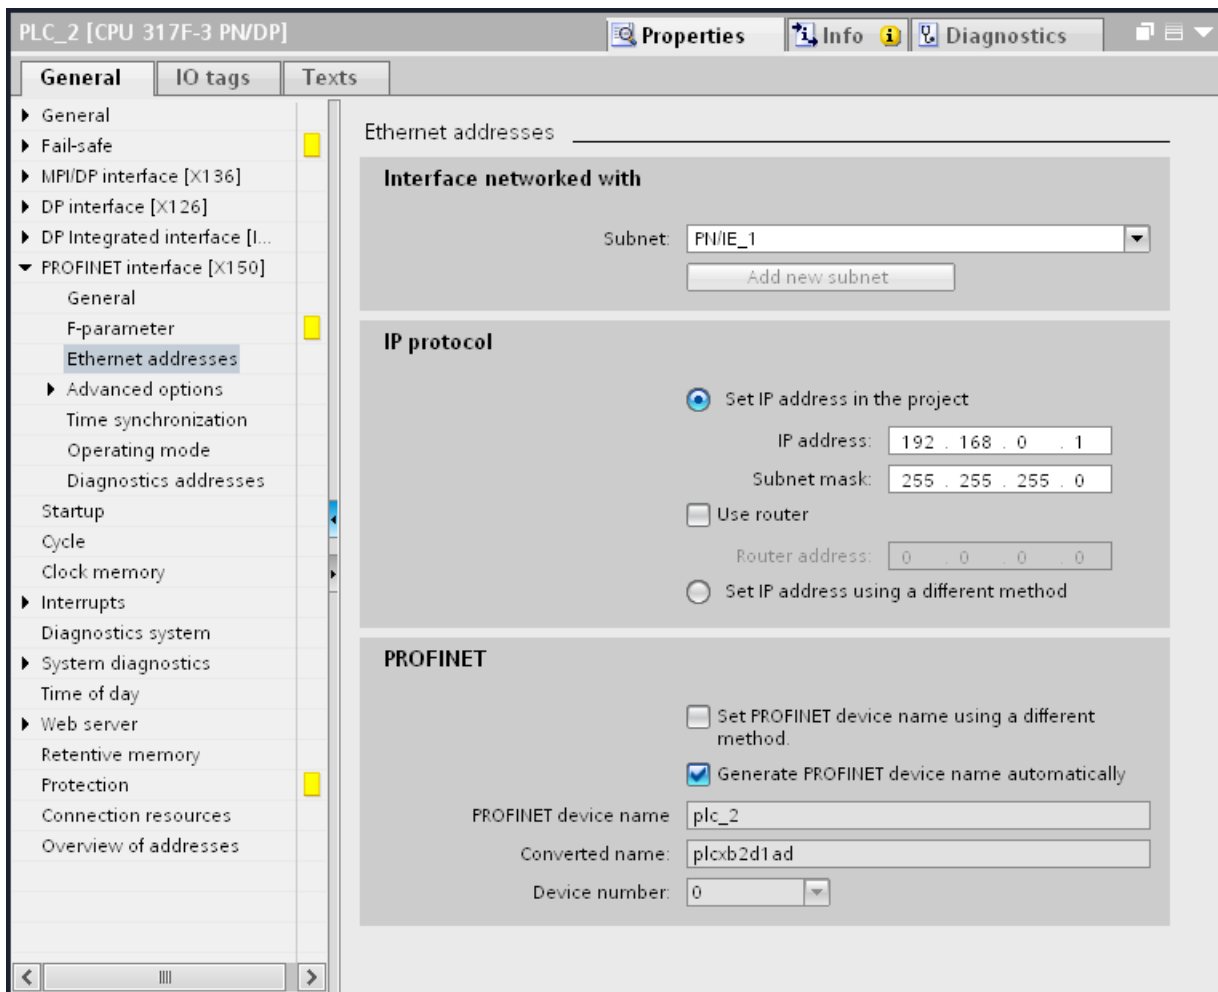 PLC_2 [CPU 317F-3 PN/DP]
Properties
Info
Diagnostics
General
IO tags
Texts
General
Fail-safe
MPI/DP interface [X136]
DP interface [X126]
DP Integrated interface [I...
PROFINET interface [X150]
General
F-parameter
Ethernet addresses
Advanced options
Time synchronization
Operating mode
Diagnostics addresses
Startup
Cycle
Clock memory
Interrupts
Diagnostics system
System diagnostics
Time of day
Web server
Retentive memory
Protection
Connection resources
Overview of addresses
Ethernet addresses
Interface networked with
Subnet: PN/IE_1
Add new subnet
IP protocol
Set IP address in the project
IP address: 192 . 168 . 0 . 1
Subnet mask: 255 . 255 . 255 . 0
Use router
Router address: 0 . 0 . 0 . 0
Set IP address using a different method
PROFINET
Set PROFINET device name using a different
method.
Generate PROFINET device name automatically
PROFINET device name plc_2
Converted name: plcxb2d1ad
Device number: 0